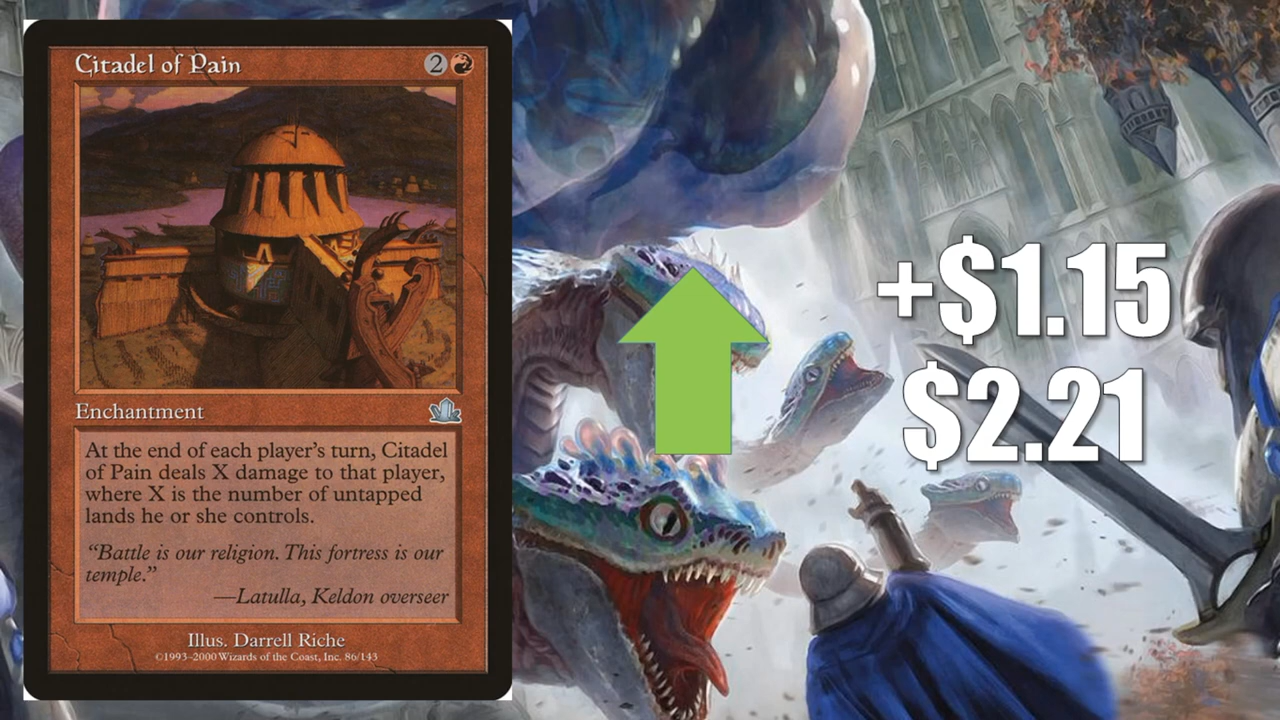 Citadel of Pain
2
Enchantment
At the end of each player's turn, Citadel
of Pain deals X damage to that player,
where X is the number of untapped
lands he or she controls.
“Battle is our religion. This fortress is our
temple.”
—Latulla, Keldon overseer
Illus. Darrell Riche
©1993–2000 Wizards of the Coast, Inc. 86/143
+$1.15
$2.21